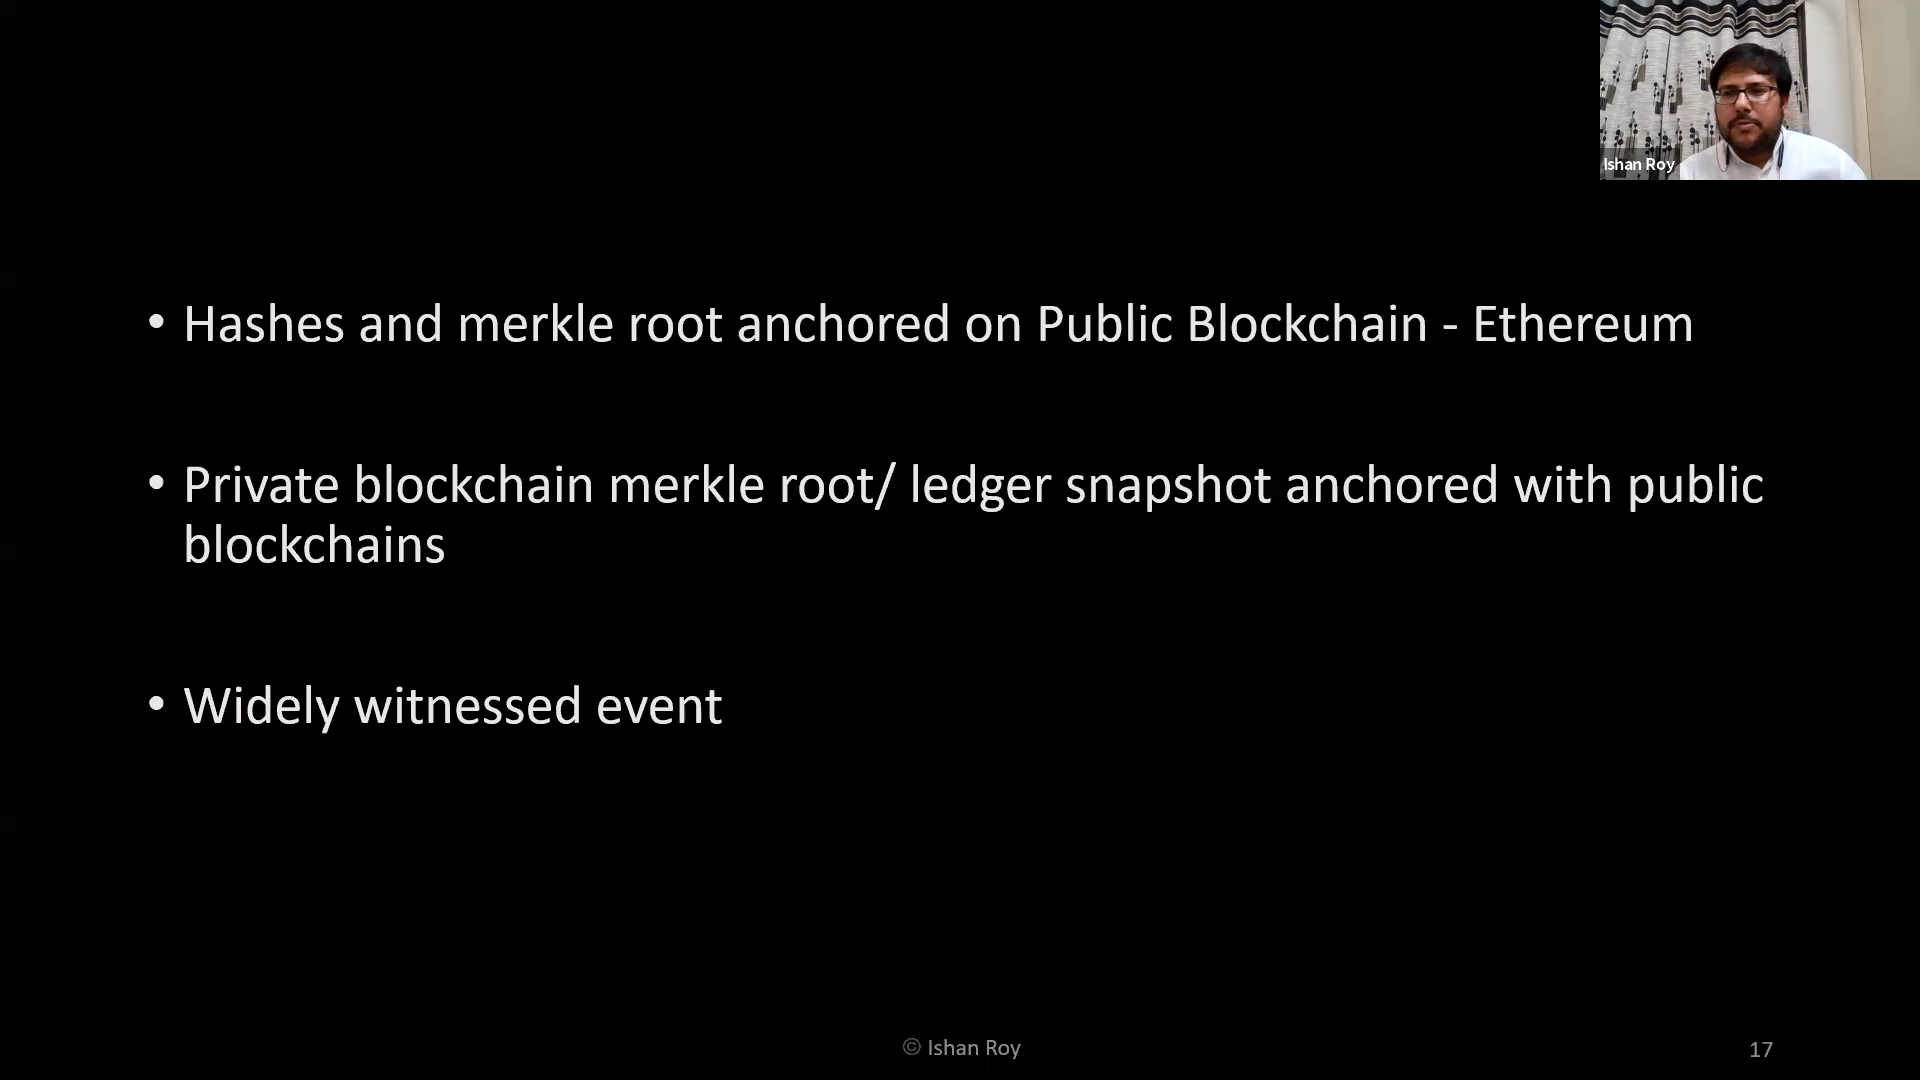 Ishan Roy
• Hashes and merkle root anchored on Public Blockchain - Ethereum
• Private blockchain merkle root/ ledger snapshot anchored with public
blockchains
• Widely witnessed event
© Ishan Roy
17